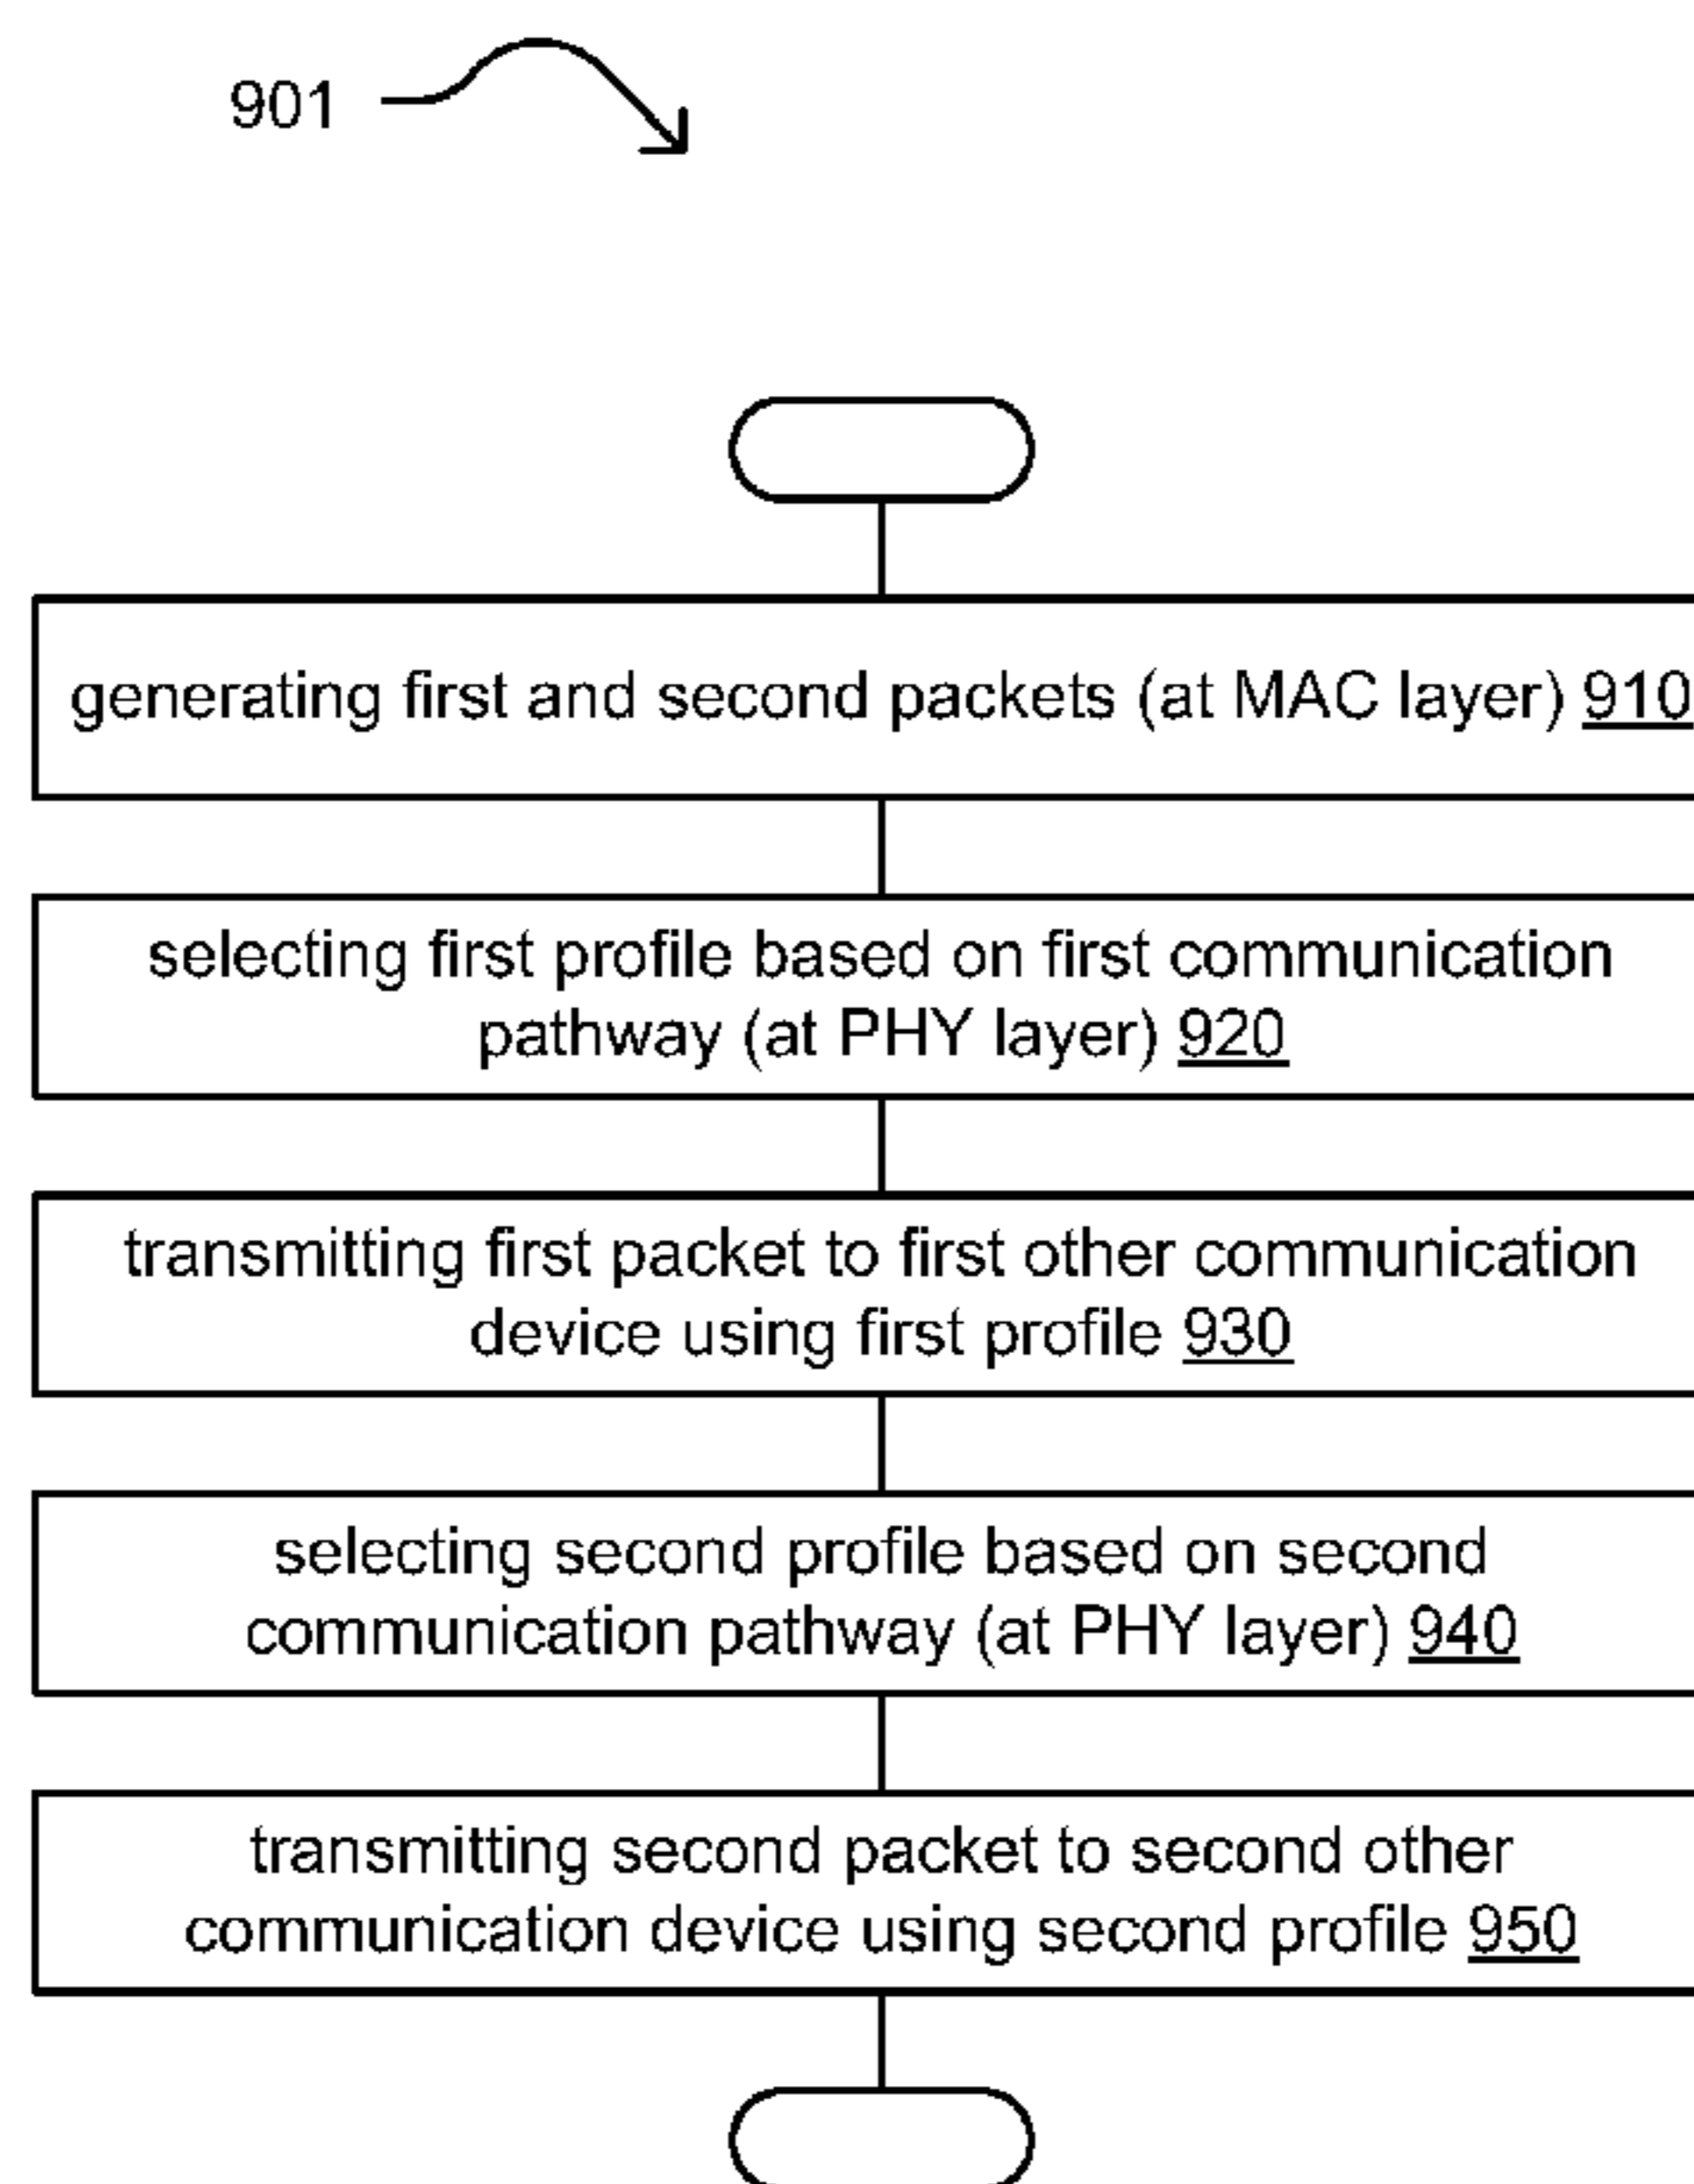 901
generating first and second packets (at MAC layer) 910
selecting first profile based on first communication
pathway (at PHY layer) 920
transmitting first packet to first other communication
device using first profile 930
selecting second profile based on second
communication pathway (at PHY layer) 940
transmitting second packet to second other
communication device using second profile 950